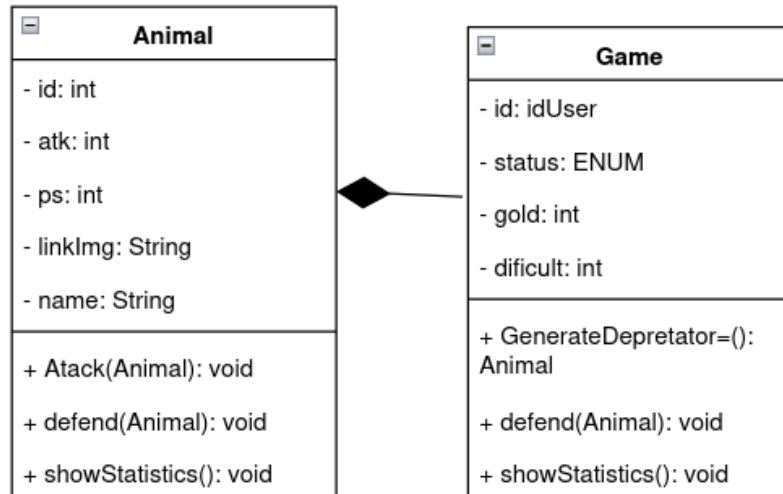 Animal
- id: int
- atk: int
- ps: int
- linkImg: String
- name: String
+ Atack(Animal): void
+ defend(Animal): void
+ showStatistics(): void
Game
- id: idUser
- status: ENUM
- gold: int
- dificult: int
+ GenerateDepretator=():
Animal
+ defend(Animal): void
+ showStatistics(): void